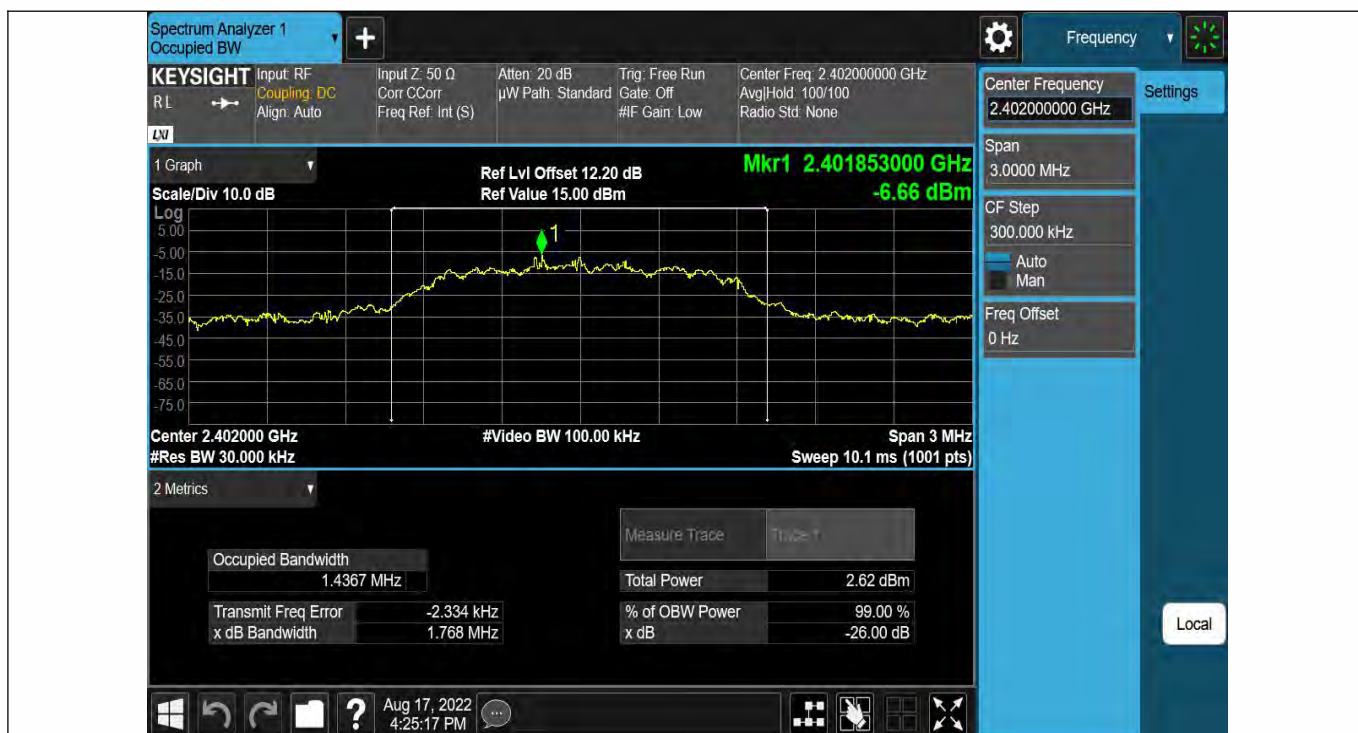 Spectrum Analyzer 1
Occupied BW
Frequency
KEYSIGHT
R L
LXI
Input: RF
Coupling: DC
Align: Auto
Input Z: 50 Ω
Corr CCorr
Freq Ref: Int (S)
Atten: 20 dB
µW Path: Standard
Trig: Free Run
Gate: Off
#IF Gain: Low
Center Freq: 2.402000000 GHz
Avg|Hold: 100/100
Radio Std: None
Center Frequency
2.402000000 GHz
Settings
Span
3.0000 MHz
CF Step
300.000 kHz
Auto
Man
Freq Offset
0 Hz
1 Graph
Scale/Div 10.0 dB
Ref Lvl Offset 12.20 dB
Ref Value 15.00 dBm
Mkr1 2.401853000 GHz
-6.66 dBm
Log
5.00
-5.00
-15.0
-25.0
-35.0
-45.0
-55.0
-65.0
-75.0
1
Center 2.402000 GHz
#Res BW 30.000 kHz
#Video BW 100.00 kHz
Span 3 MHz
Sweep 10.1 ms (1001 pts)
2 Metrics
Measure Trace
Trace 1
Occupied Bandwidth
1.4367 MHz
Total Power 2.62 dBm
Transmit Freq Error -2.334 kHz
% of OBW Power 99.00 %
x dB Bandwidth 1.768 MHz
x dB -26.00 dB
Local
?
Aug 17, 2022
4:25:17 PM